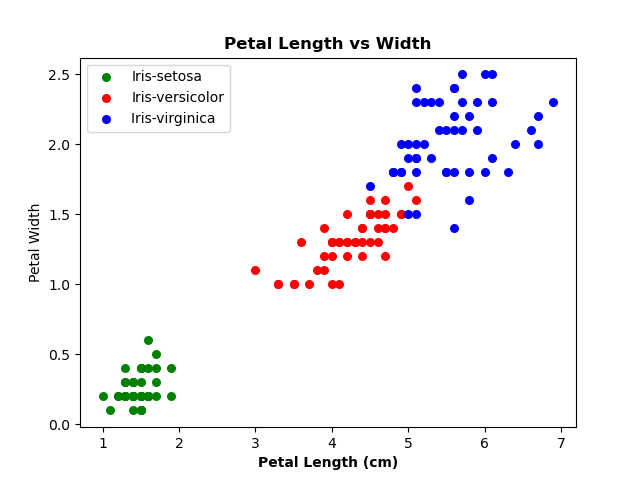 Petal Length vs Width
Iris-setosa
Iris-versicolor
Iris-virginica
Petal Width
2.5
2.0
1.5
1.0
0.5
0.0
1 2 3 4 5 6 7
Petal Length (cm)